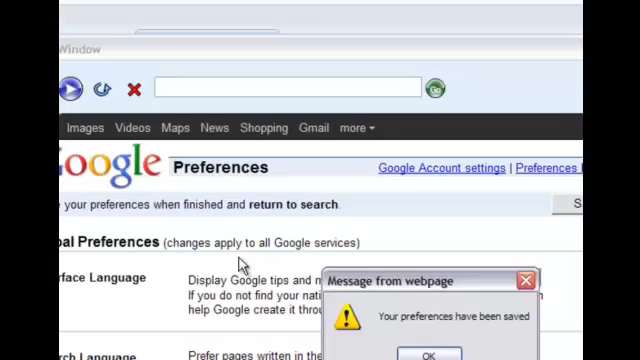 Window
Images Videos Maps News Shopping Gmail more
Google Preferences Google Account settings | Preferences
e your preferences when finished and return to search. S
bal Preferences (changes apply to all Google services)
rface Language Display Google tips and m
If you do not find your nati
help Google create it throu
Message from webpage
Your preferences have been saved
OK
rch Language Prefer pages written in the